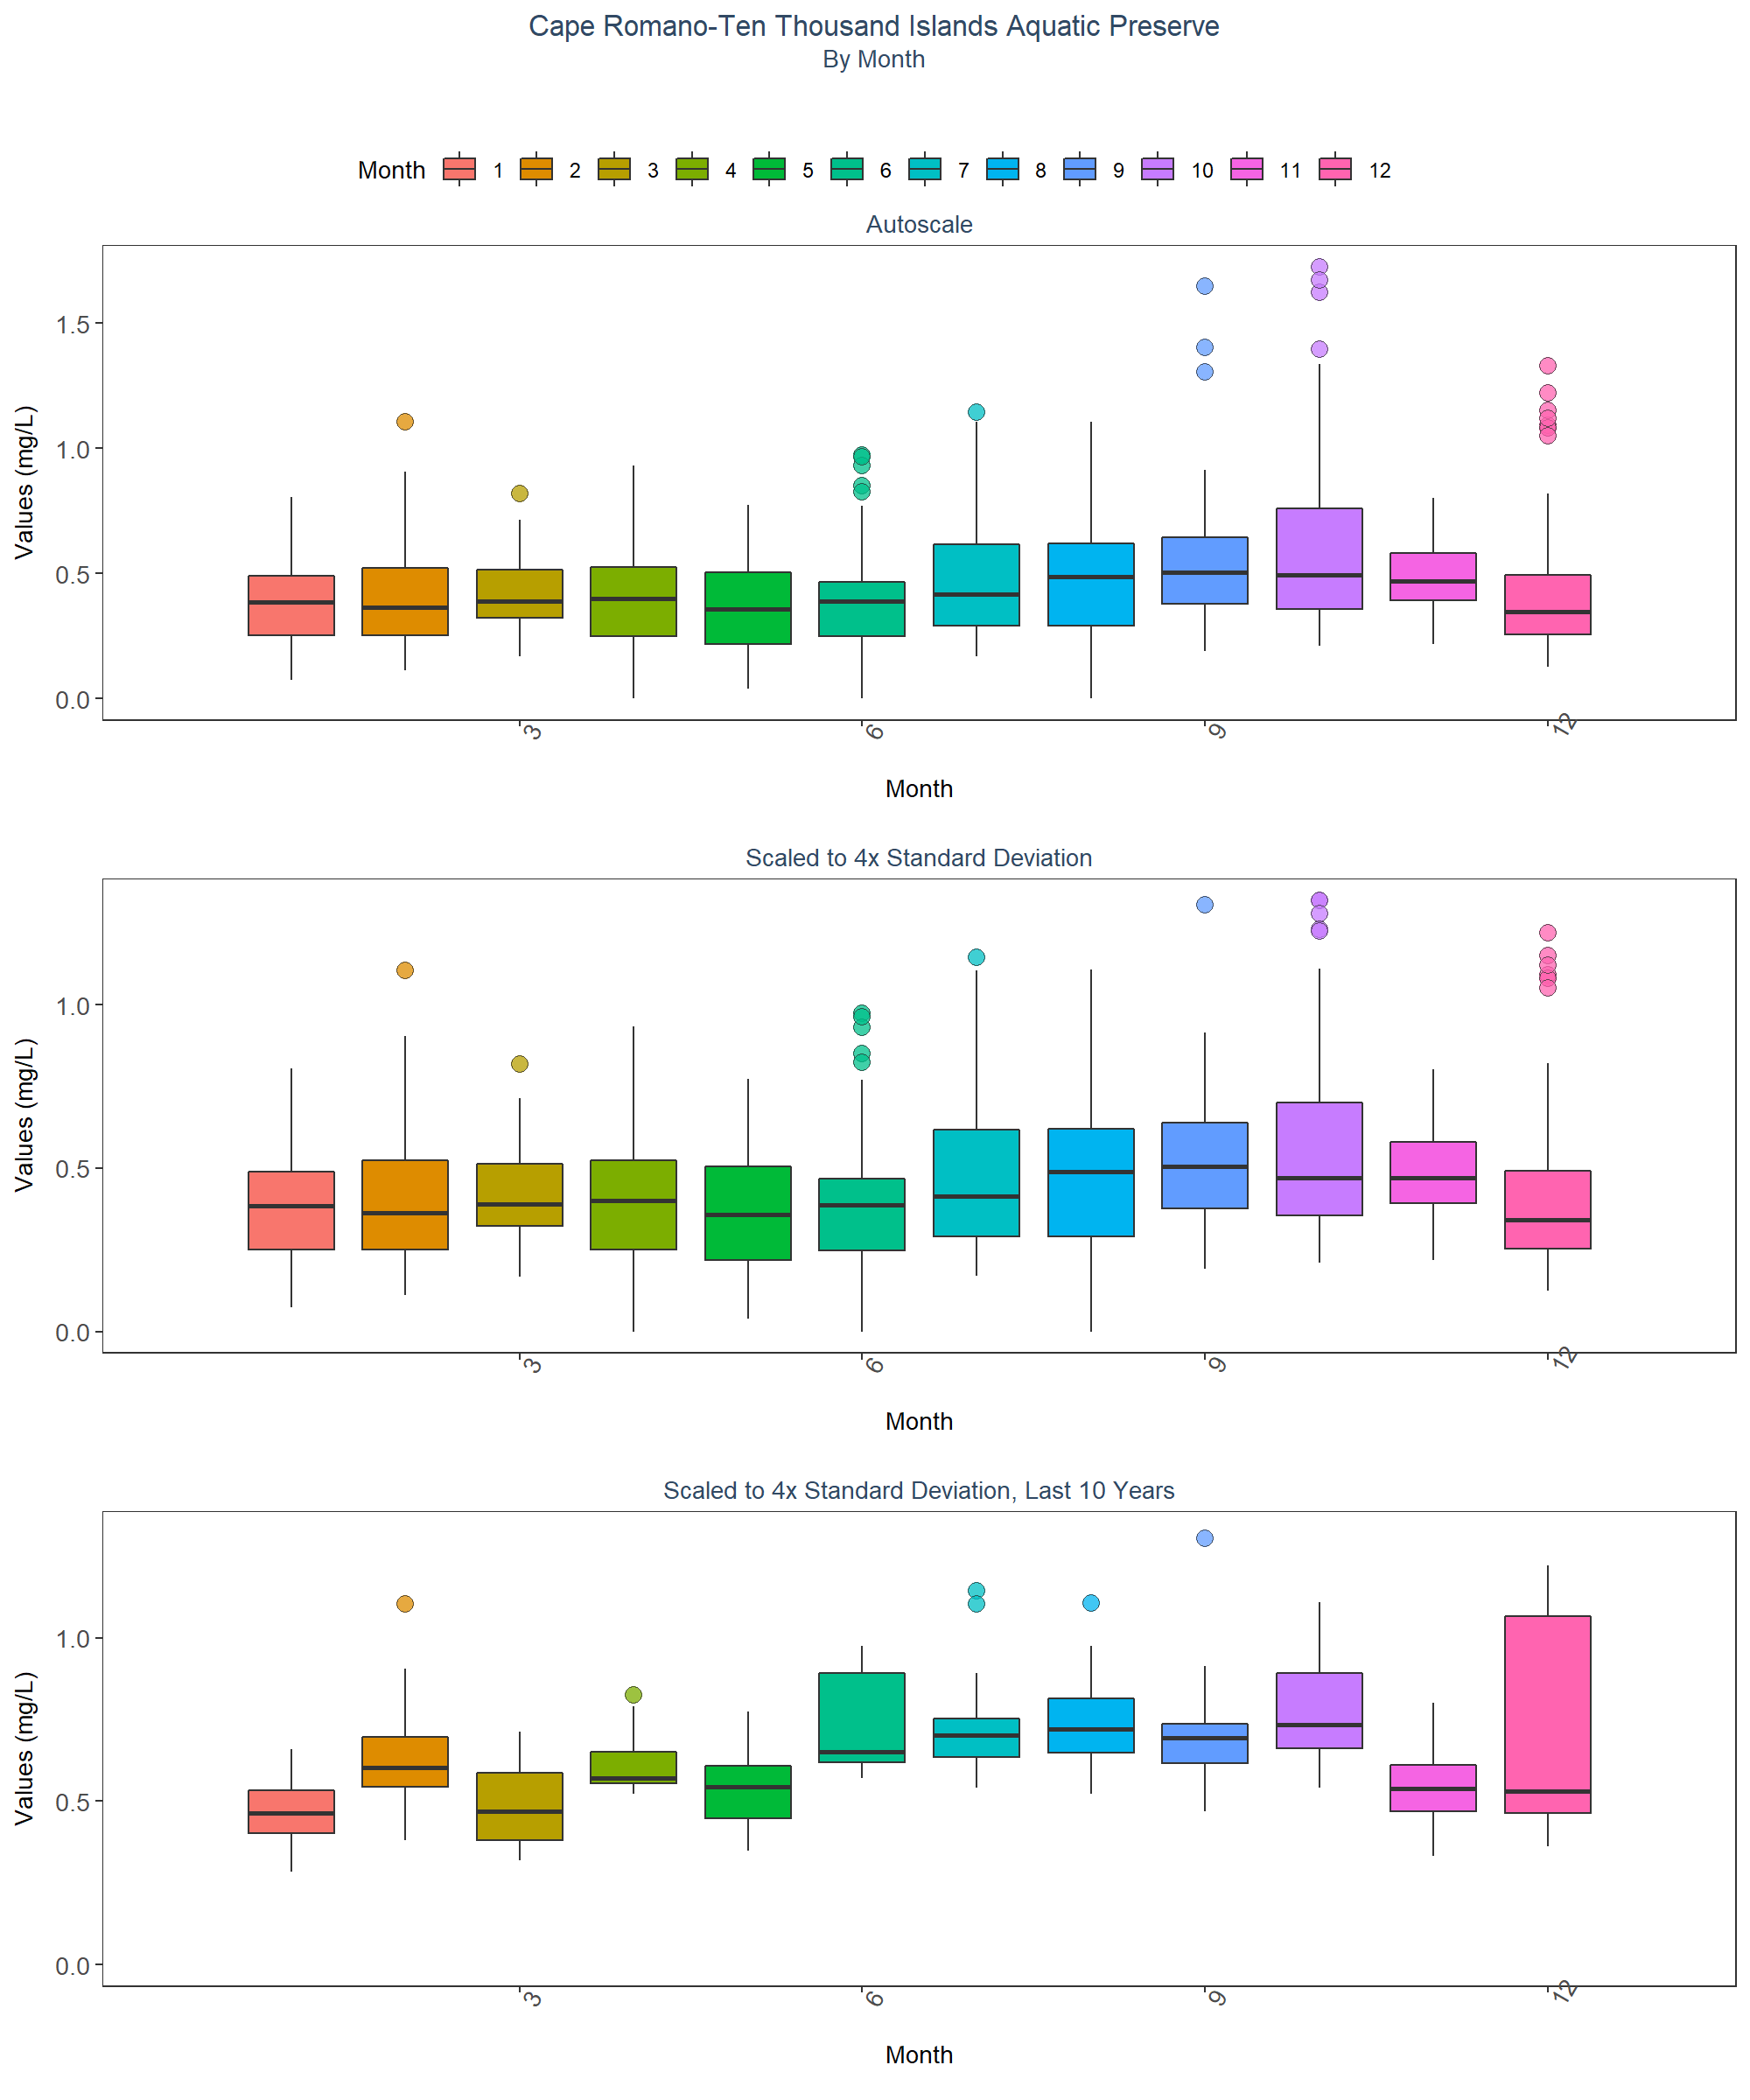 Cape Romano-Ten Thousand Islands Aquatic Preserve
By Month
Month 1 2 3 4 5 6 7 8 9 10 11 12
Autoscale
Values (mg/L)
1.5
1.0
0.5
0.0
3 6 9 12
Month
Scaled to 4x Standard Deviation
Values (mg/L)
1.0
0.5
0.0
3 6 9 12
Month
Scaled to 4x Standard Deviation, Last 10 Years
Values (mg/L)
1.0
0.5
0.0
3 6 9 12
Month